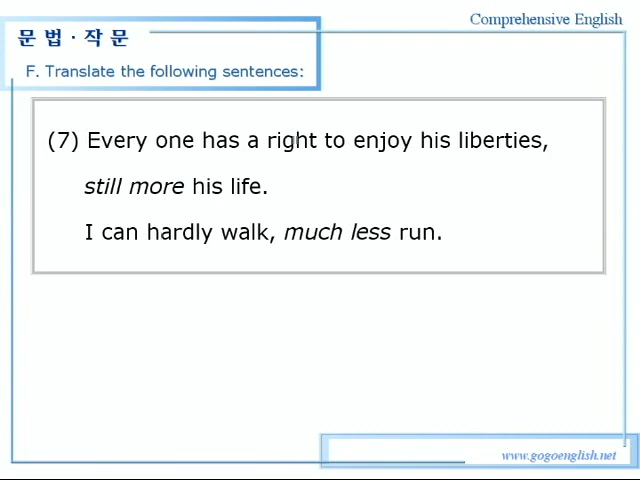 Comprehensive English
문 법 · 작 문
F. Translate the following sentences:
(7) Every one has a right to enjoy his liberties,
still more his life.
I can hardly walk, much less run.
www.gogoenglish.net